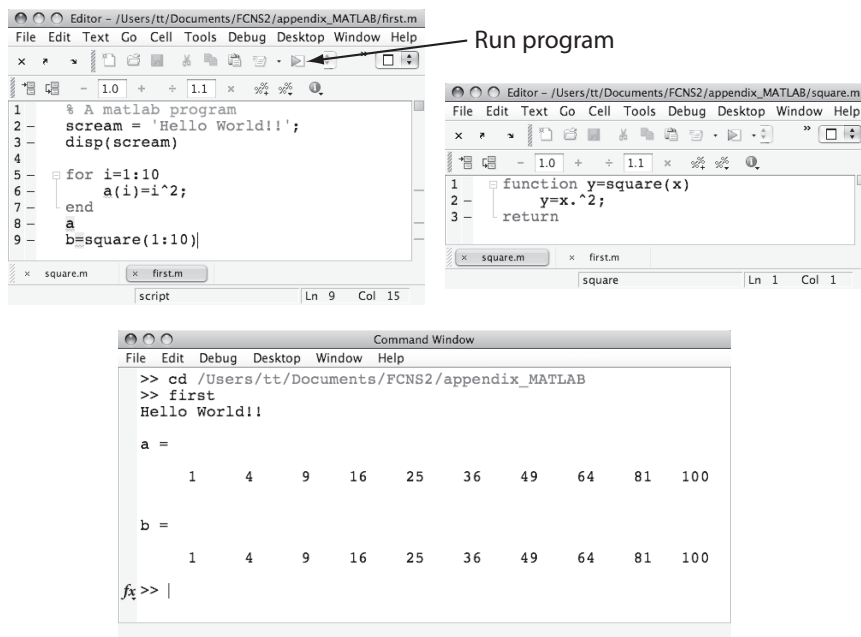 Editor – /Users/tt/Documents/FCNS2/appendix_MATLAB/first.m
File Edit Text Go Cell Tools Debug Desktop Window Help
»
− 1.0 + ÷ 1.1 ×
1 % A matlab program
2 – scream = 'Hello World!!';
3 – disp(scream)
4
5 – for i=1:10
6 – a(i)=i^2;
7 – end
8 – a
9 – b=square(1:10)
× square.m × first.m
script Ln 9 Col 15
Run program
Editor – /Users/tt/Documents/FCNS2/appendix_MATLAB/square.m
File Edit Text Go Cell Tools Debug Desktop Window Help
»
− 1.0 + ÷ 1.1 ×
1 function y=square(x)
2 – y=x.^2;
3 – return
× square.m × first.m
square Ln 1 Col 1
Command Window
File Edit Debug Desktop Window Help
>> cd /Users/tt/Documents/FCNS2/appendix_MATLAB
>> first
Hello World!!
a =
1 4 9 16 25 36 49 64 81 100
b =
1 4 9 16 25 36 49 64 81 100
fx >>